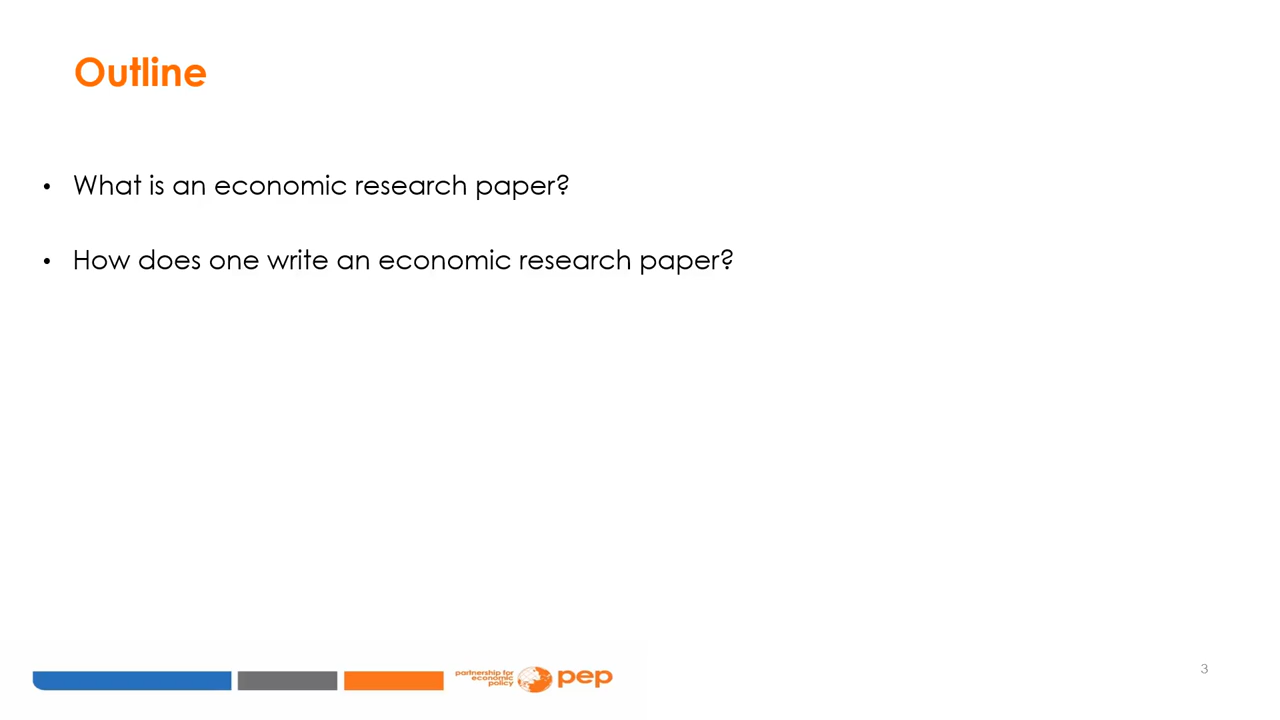 Outline
• What is an economic research paper?
• How does one write an economic research paper?
partnership for
economic
policy
pep
3